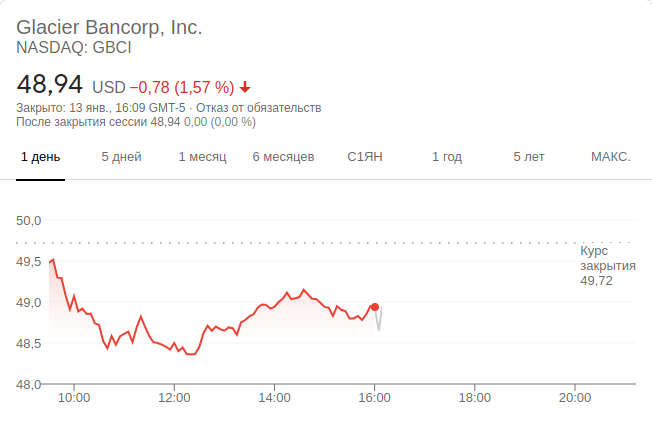 Glacier Bancorp, Inc.
NASDAQ: GBCI
48,94 USD −0,78 (1,57 %)
Закрыто: 13 янв., 16:09 GMT-5 · Отказ от обязательств
После закрытия сессии 48,94 0,00 (0,00 %)
1 день 5 дней 1 месяц 6 месяцев С1ЯН 1 год 5 лет МАКС.
50,0
Курс
49,5 закрытия
49,72
49,0
48,5
48,0
10:00 12:00 14:00 16:00 18:00 20:00